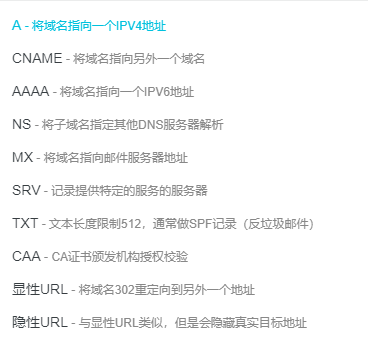 A - 将域名指向一个IPV4地址
CNAME - 将域名指向另外一个域名
AAAA - 将域名指向一个IPV6地址
NS - 将子域名指定其他DNS服务器解析
MX - 将域名指向邮件服务器地址
SRV - 记录提供特定的服务的服务器
TXT - 文本长度限制512，通常做SPF记录（反垃圾邮件）
CAA - CA证书颁发机构授权校验
显性URL - 将域名302重定向到另外一个地址
隐性URL - 与显性URL类似，但是会隐藏真实目标地址